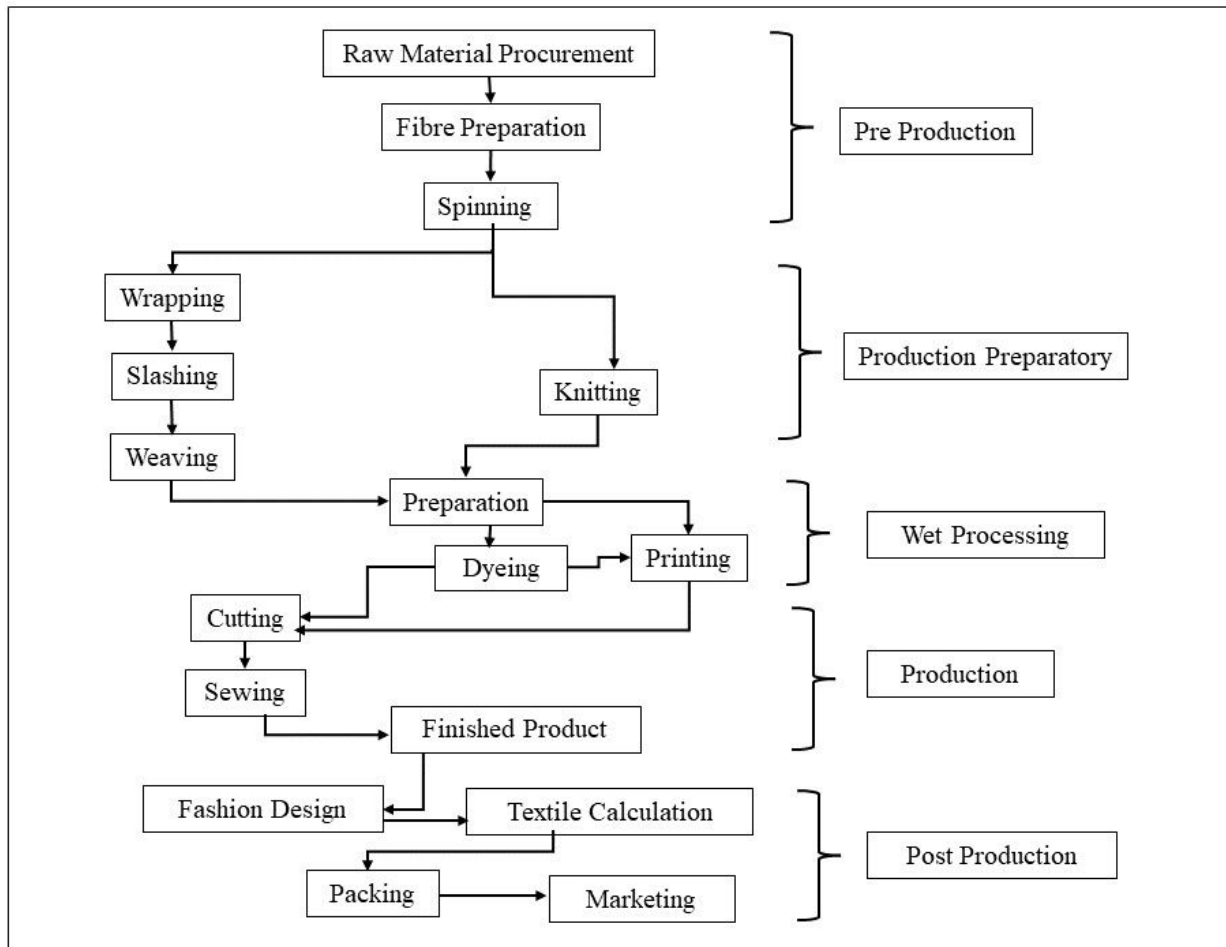 Raw Material Procurement
Fibre Preparation
Pre Production
Spinning
Wrapping
Slashing
Weaving
Knitting
Production Preparatory
Preparation
Dyeing
Printing
Wet Processing
Cutting
Sewing
Finished Product
Production
Fashion Design
Textile Calculation
Packing
Marketing
Post Production